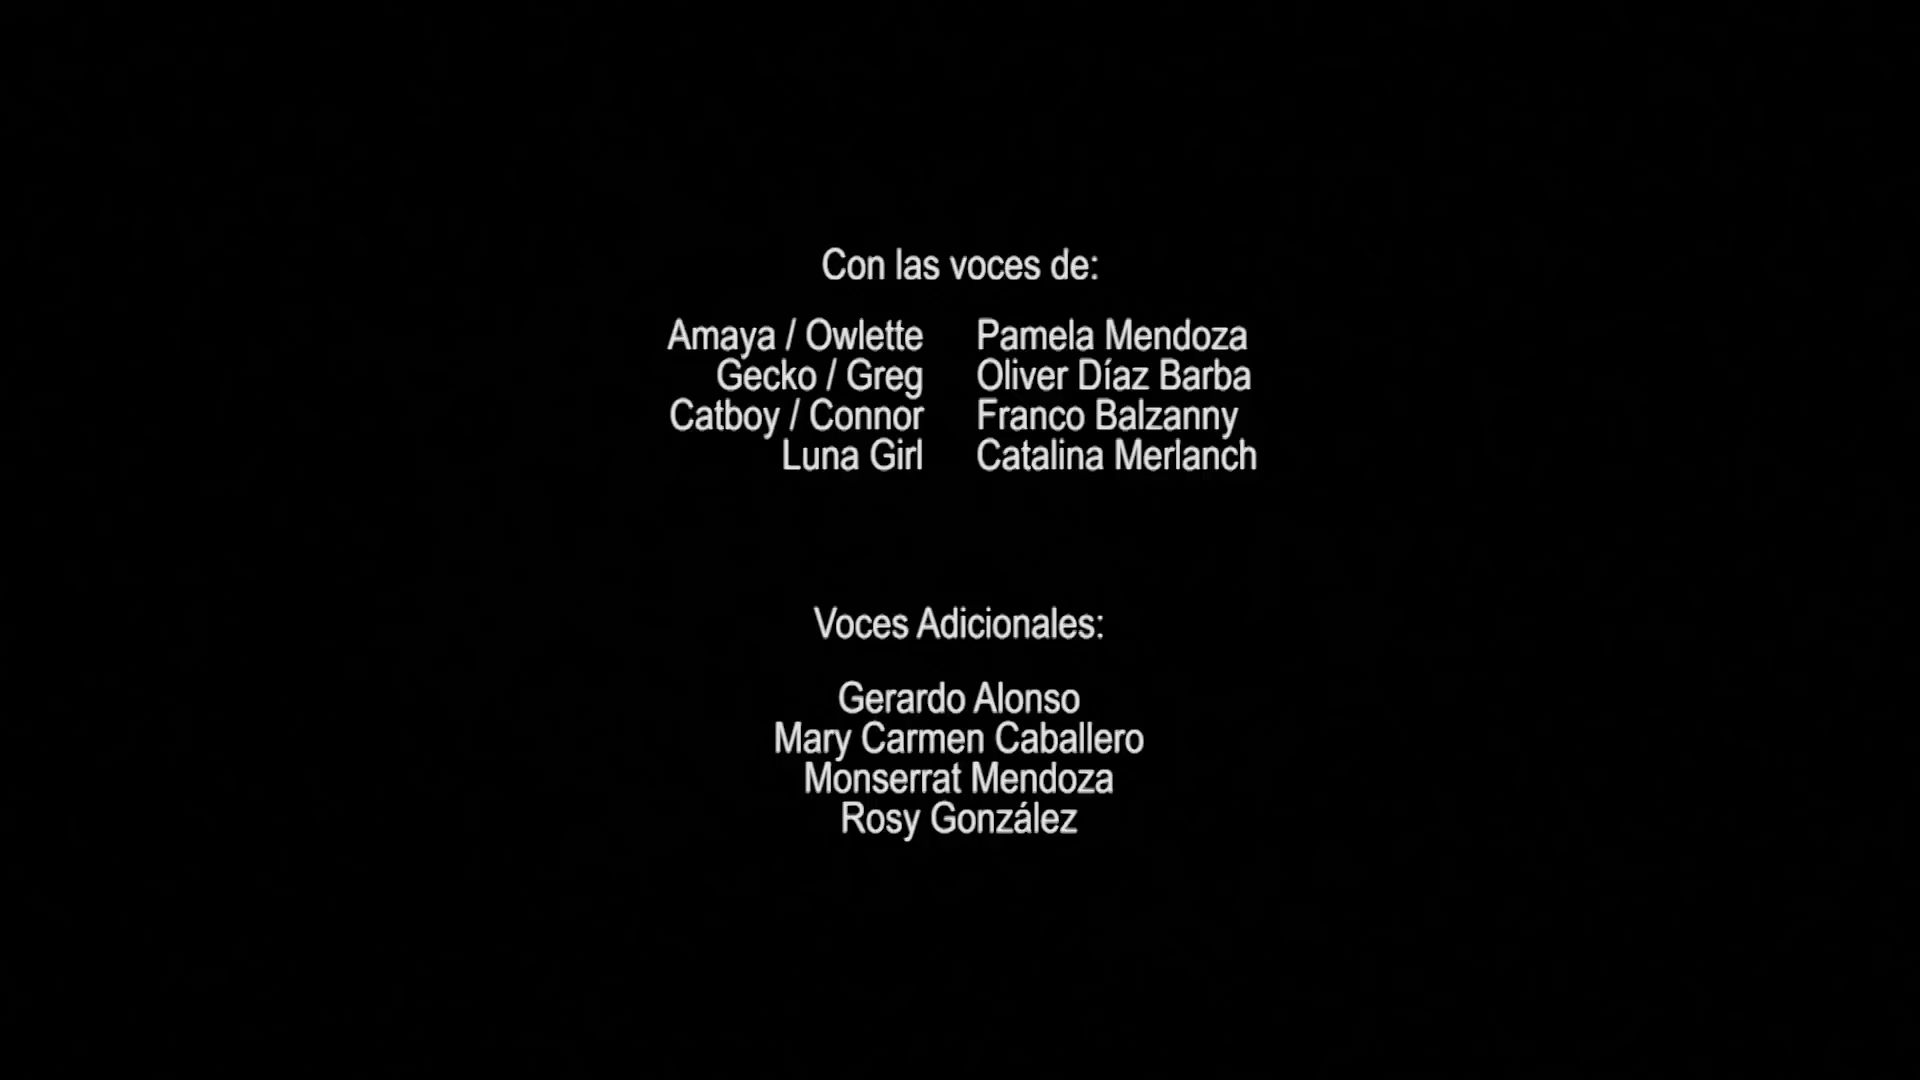 Con las voces de:
Amaya / Owlette Pamela Mendoza
Gecko / Greg Oliver Díaz Barba
Catboy / Connor Franco Balzanny
Luna Girl Catalina Merlanch
Voces Adicionales:
Gerardo Alonso
Mary Carmen Caballero
Monserrat Mendoza
Rosy González